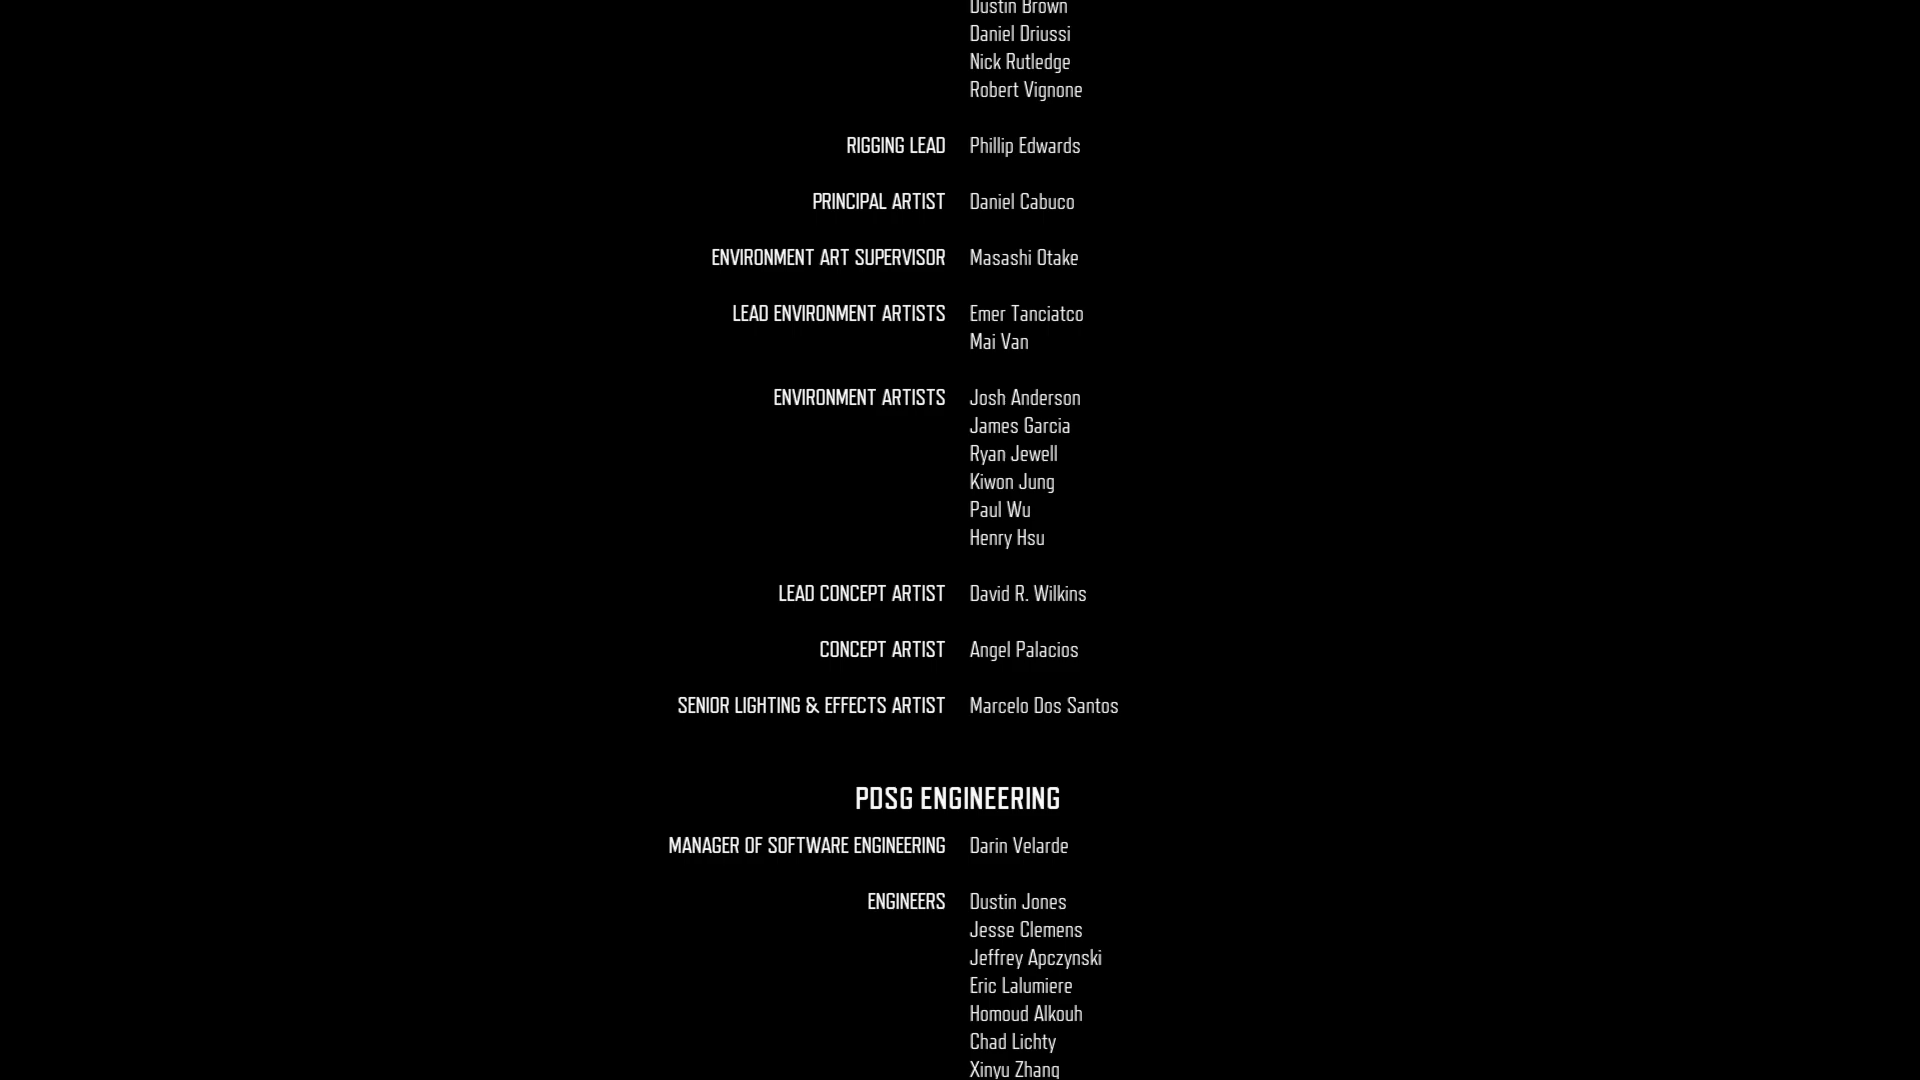 Dustin Brown
Daniel Driussi
Nick Rutledge
Robert Vignone
RIGGING LEAD Phillip Edwards
PRINCIPAL ARTIST Daniel Cabuco
ENVIRONMENT ART SUPERVISOR Masashi Otake
LEAD ENVIRONMENT ARTISTS Emer Tanciatco
Mai Van
ENVIRONMENT ARTISTS Josh Anderson
James Garcia
Ryan Jewell
Kiwon Jung
Paul Wu
Henry Hsu
LEAD CONCEPT ARTIST David R. Wilkins
CONCEPT ARTIST Angel Palacios
SENIOR LIGHTING & EFFECTS ARTIST Marcelo Dos Santos
PDSG ENGINEERING
MANAGER OF SOFTWARE ENGINEERING Darin Velarde
ENGINEERS Dustin Jones
Jesse Clemens
Jeffrey Apczynski
Eric Lalumiere
Homoud Alkouh
Chad Lichty
Xinyu Zhang